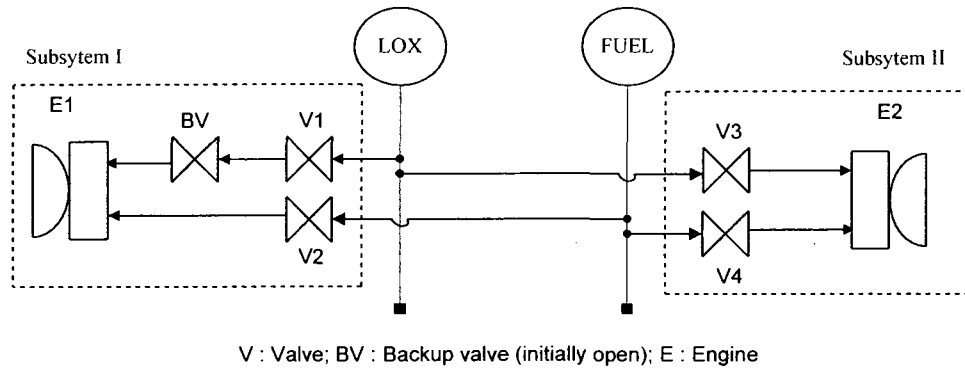 LOX
FUEL
Subsytem I
Subsytem II
E1
E2
BV
V1
V3
V2
V4
V : Valve; BV : Backup valve (initially open); E : Engine